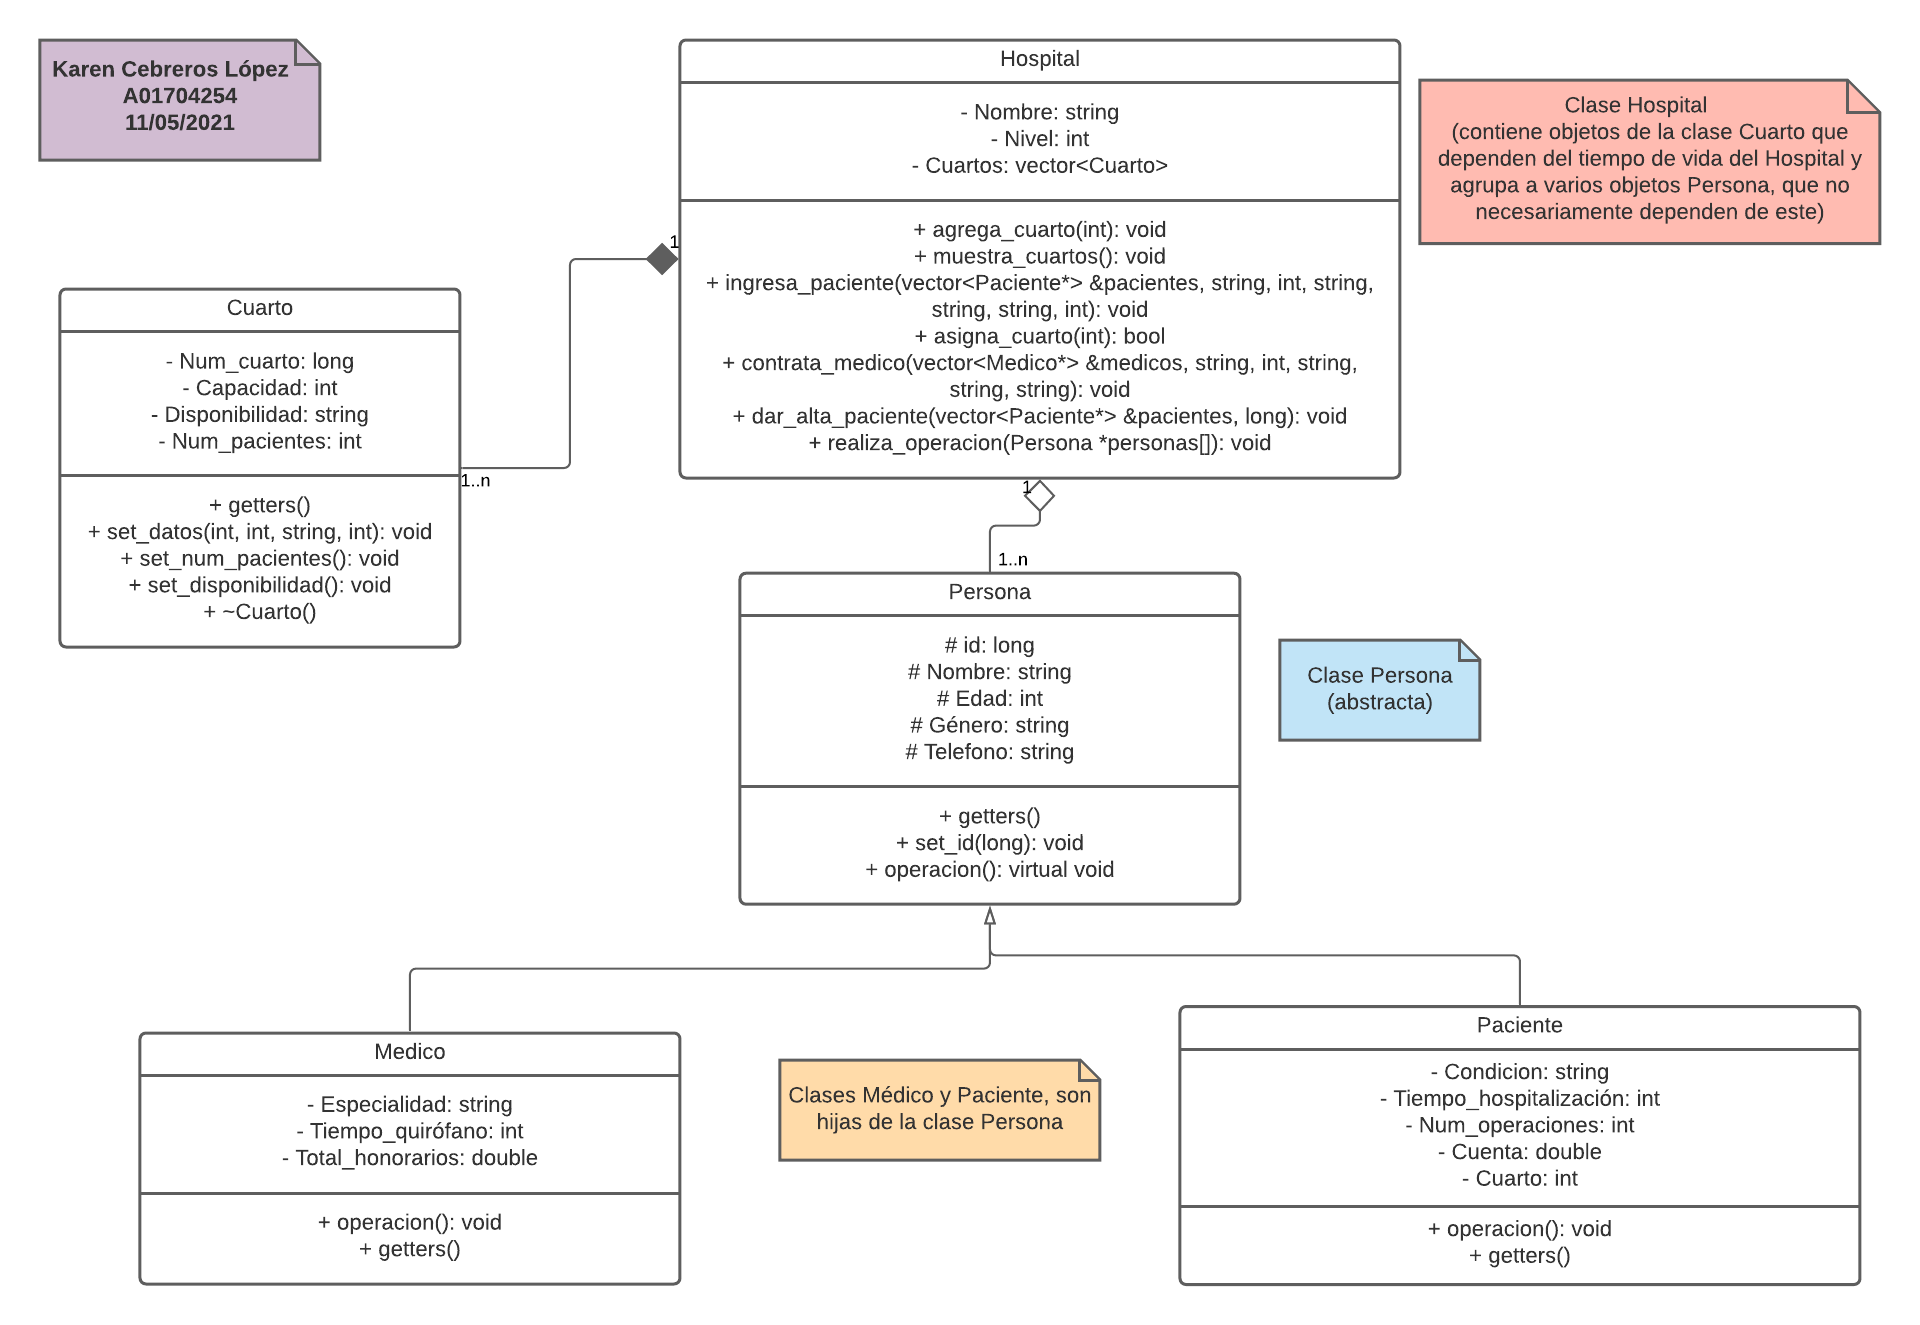 Karen Cebreros López
A01704254
11/05/2021
Hospital
- Nombre: string
- Nivel: int
- Cuartos: vector<Cuarto>
+ agrega_cuarto(int): void
+ muestra_cuartos(): void
+ ingresa_paciente(vector<Paciente*> &pacientes, string, int, string,
string, string, int): void
+ asigna_cuarto(int): bool
+ contrata_medico(vector<Medico*> &medicos, string, int, string,
string, string): void
+ dar_alta_paciente(vector<Paciente*> &pacientes, long): void
+ realiza_operacion(Persona *personas[]): void
Clase Hospital
(contiene objetos de la clase Cuarto que
dependen del tiempo de vida del Hospital y
agrupa a varios objetos Persona, que no
necesariamente dependen de este)
1
Cuarto
- Num_cuarto: long
- Capacidad: int
- Disponibilidad: string
- Num_pacientes: int
+ getters()
+ set_datos(int, int, string, int): void
+ set_num_pacientes(): void
+ set_disponibilidad(): void
+ ~Cuarto()
1..n
1
1..n
Persona
# id: long
# Nombre: string
# Edad: int
# Género: string
# Telefono: string
+ getters()
+ set_id(long): void
+ operacion(): virtual void
Clase Persona
(abstracta)
Medico
- Especialidad: string
- Tiempo_quirófano: int
- Total_honorarios: double
+ operacion(): void
+ getters()
Clases Médico y Paciente, son
hijas de la clase Persona
Paciente
- Condicion: string
- Tiempo_hospitalización: int
- Num_operaciones: int
- Cuenta: double
- Cuarto: int
+ operacion(): void
+ getters()